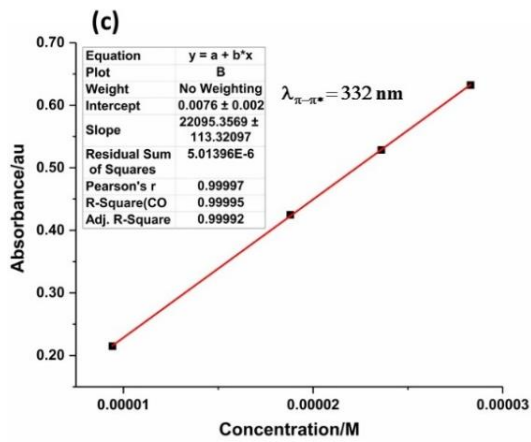 (c)
Equation y = a + b*x
Plot B
Weight No Weighting
Intercept 0.0076 ± 0.002
Slope 22095.3569 ±
113.32097
Residual Sum 5.01396E-6
of Squares
Pearson's r 0.99997
R-Square(CO 0.99995
Adj. R-Square 0.99992
λπ–π*=332 nm
Absorbance/au
0.70
0.60
0.50
0.40
0.30
0.20
0.00001 0.00002 0.00003
Concentration/M